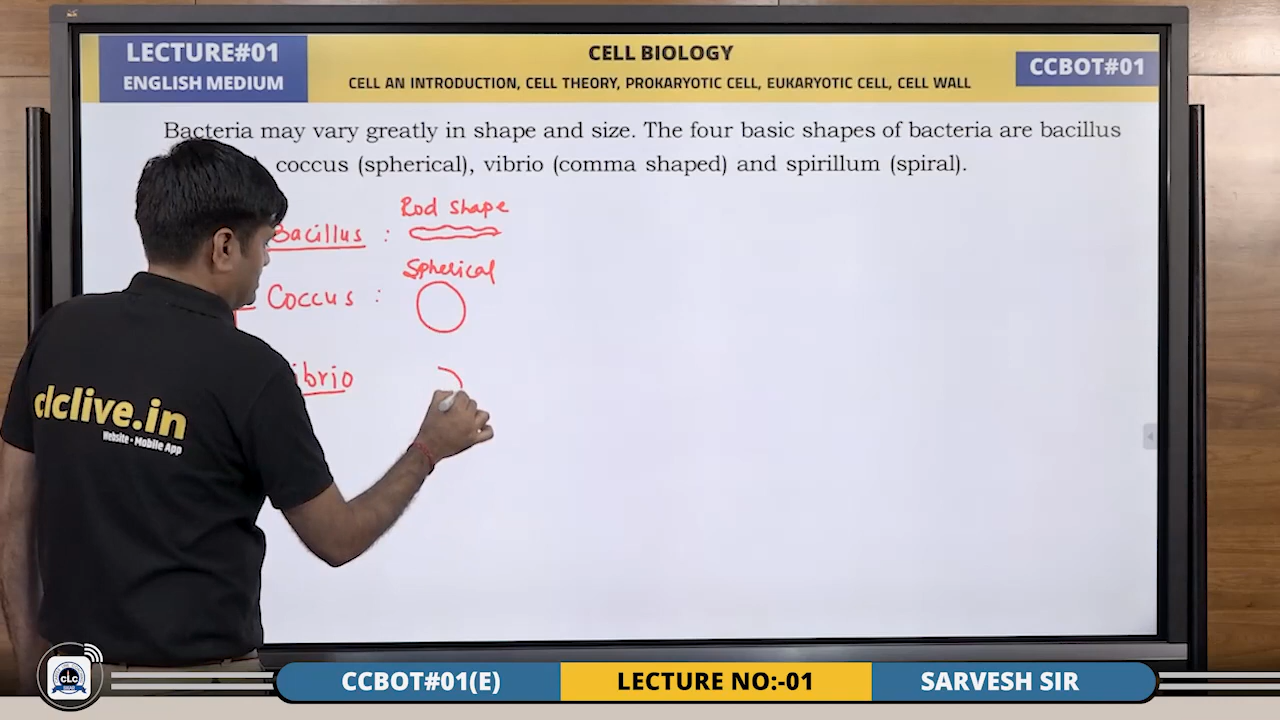 LECTURE#01
ENGLISH MEDIUM
CELL BIOLOGY
CELL AN INTRODUCTION, CELL THEORY, PROKARYOTIC CELL, EUKARYOTIC CELL, CELL WALL
CCBOT#01
Bacteria may vary greatly in shape and size. The four basic shapes of bacteria are bacillus
coccus (spherical), vibrio (comma shaped) and spirillum (spiral).
Rod shape
Bacillus :
Spherical
Coccus :
ibrio
clclive.in
Website - Mobile App
CLC
CCBOT#01(E)
LECTURE NO:-01
SARVESH SIR